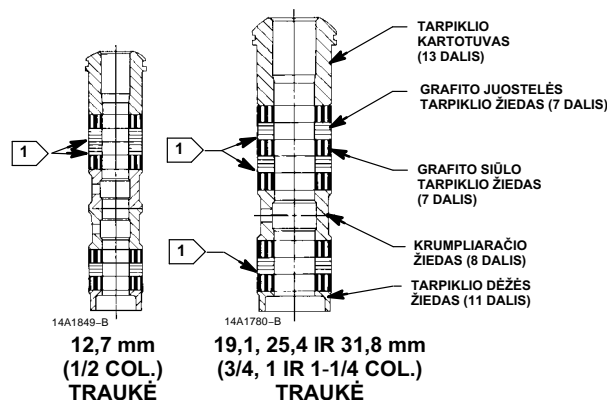 TARPIKLIO
KARTOTUVAS
(13 DALIS)
GRAFITO JUOSTELĖS
TARPIKLIO ŽIEDAS (7 DALIS)
1
1
GRAFITO SIŪLO
TARPIKLIO ŽIEDAS
(7 DALIS)
1
KRUMPLIARAČIO
ŽIEDAS (8 DALIS)
TARPIKLIO DĖŽĖS
ŽIEDAS (11 DALIS)
14A1849–B
14A1780–B
12,7 mm
(1/2 COL.)
TRAUKĖ
19,1, 25,4 IR 31,8 mm
(3/4, 1 IR 1-1/4 COL.)
TRAUKĖ